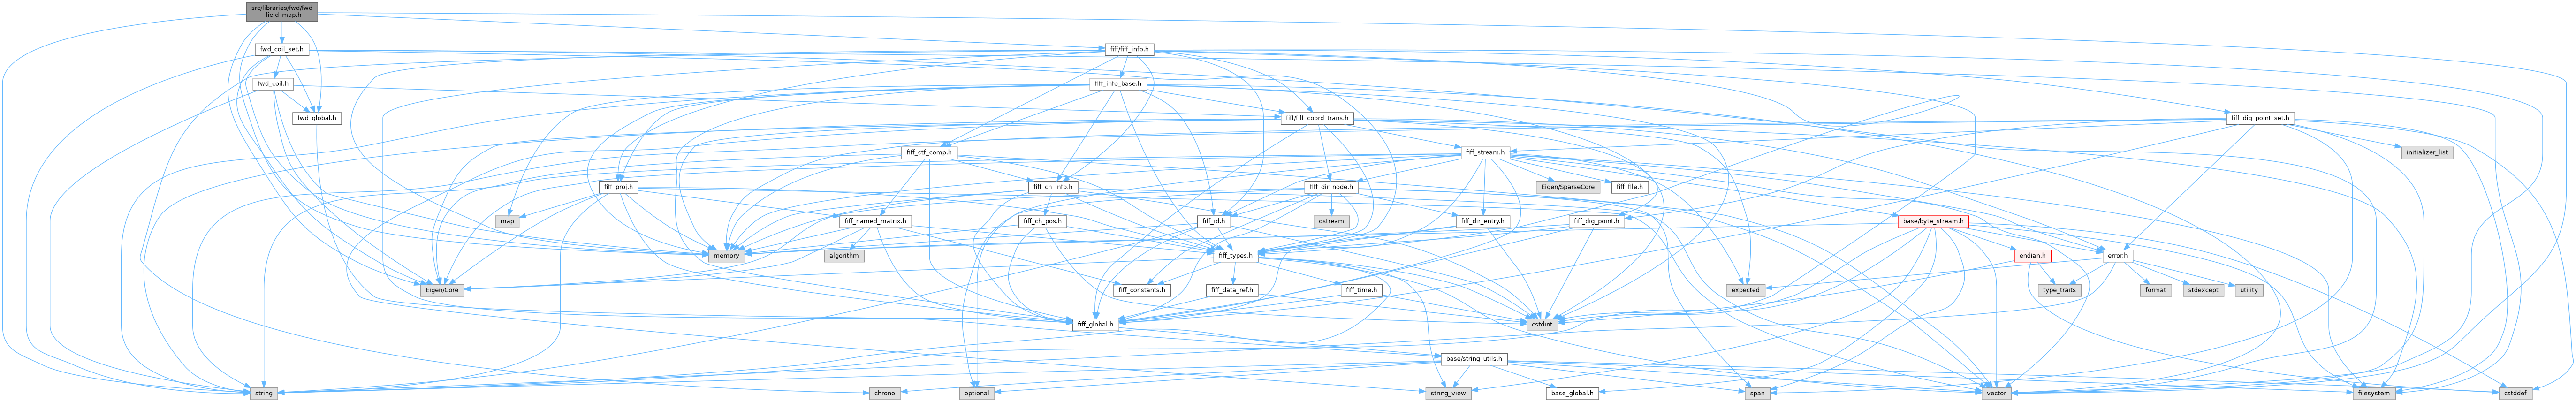 src/libraries/fwd/fwd
_field_map.h
fwd_coil_set.h
fiff/fiff_info.h
fwd_coil.h
fiff_info_base.h
fwd_global.h
fiff/fiff_coord_trans.h
fiff_dig_point_set.h
fiff_ctf_comp.h
fiff_stream.h
initializer_list
fiff_proj.h
fiff_ch_info.h
fiff_dir_node.h
Eigen/SparseCore
fiff_file.h
map
fiff_named_matrix.h
fiff_ch_pos.h
fiff_id.h
ostream
fiff_dir_entry.h
fiff_dig_point.h
base/byte_stream.h
memory
algorithm
fiff_types.h
endian.h
error.h
Eigen/Core
fiff_constants.h
fiff_data_ref.h
fiff_time.h
expected
type_traits
format
stdexcept
utility
fiff_global.h
cstdint
base/string_utils.h
string
chrono
optional
string_view
base_global.h
span
vector
filesystem
cstddef